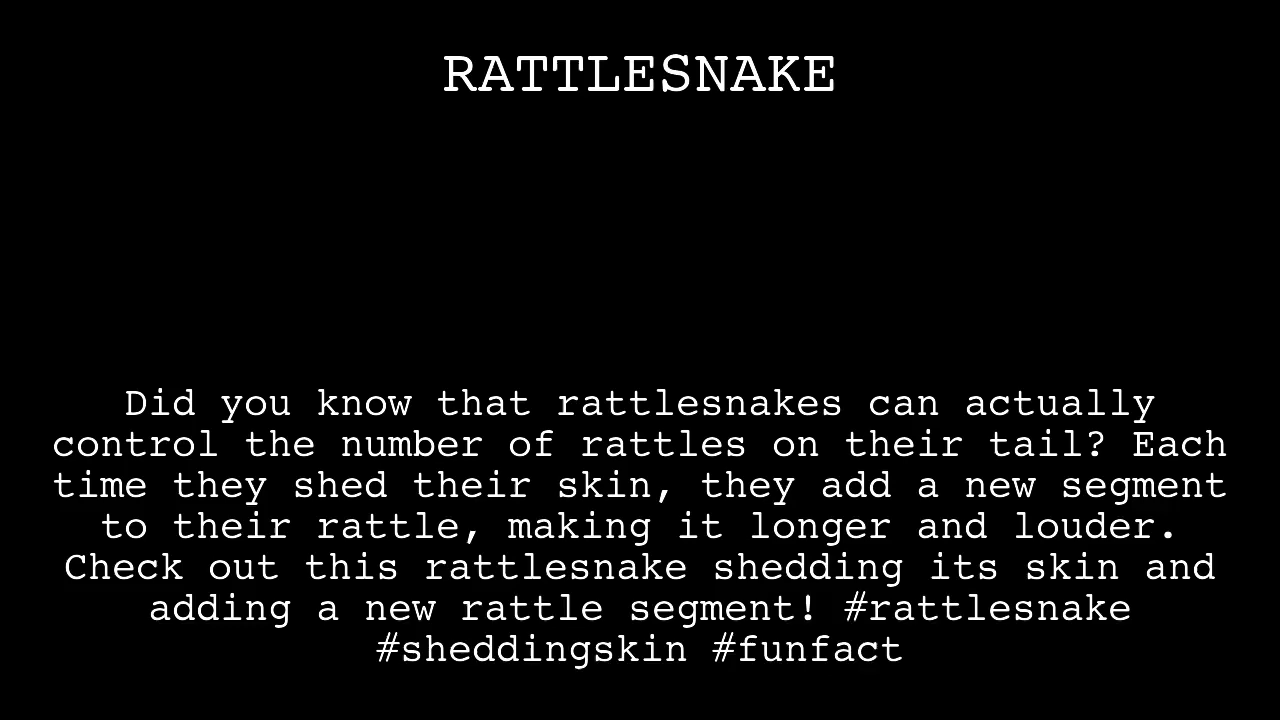 RATTLESNAKE
Did you know that rattlesnakes can actually
control the number of rattles on their tail? Each
time they shed their skin, they add a new segment
to their rattle, making it longer and louder.
Check out this rattlesnake shedding its skin and
adding a new rattle segment! #rattlesnake
#sheddingskin #funfact